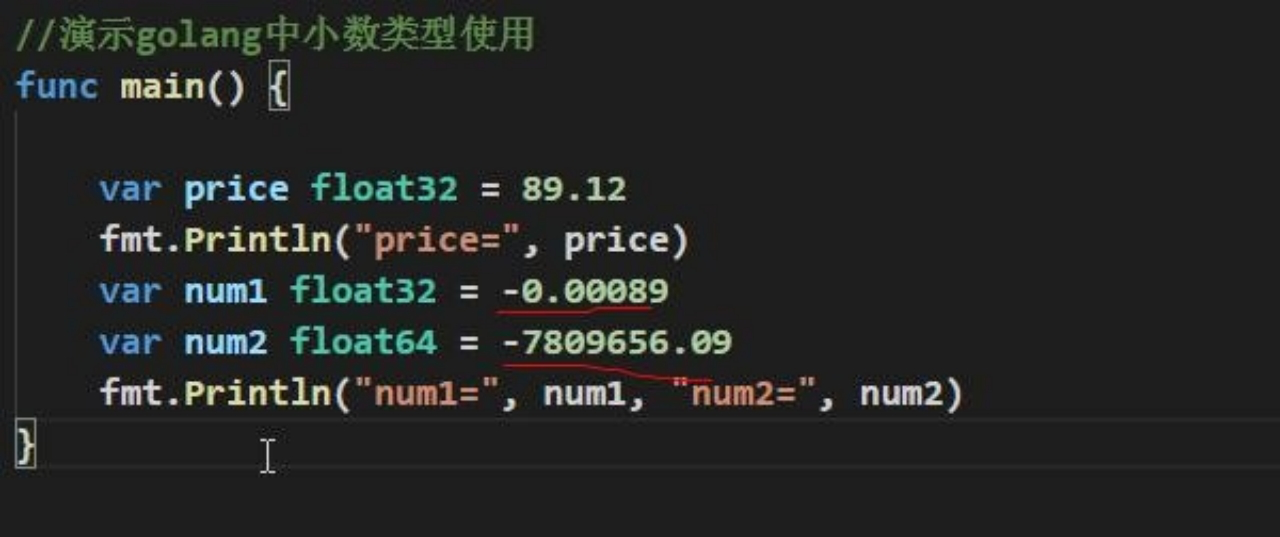 //演示golang中小数类型使用
func main() {
var price float32 = 89.12
fmt.Println("price=", price)
var num1 float32 = -0.00089
var num2 float64 = -7809656.09
fmt.Println("num1=", num1, "num2=", num2)
}